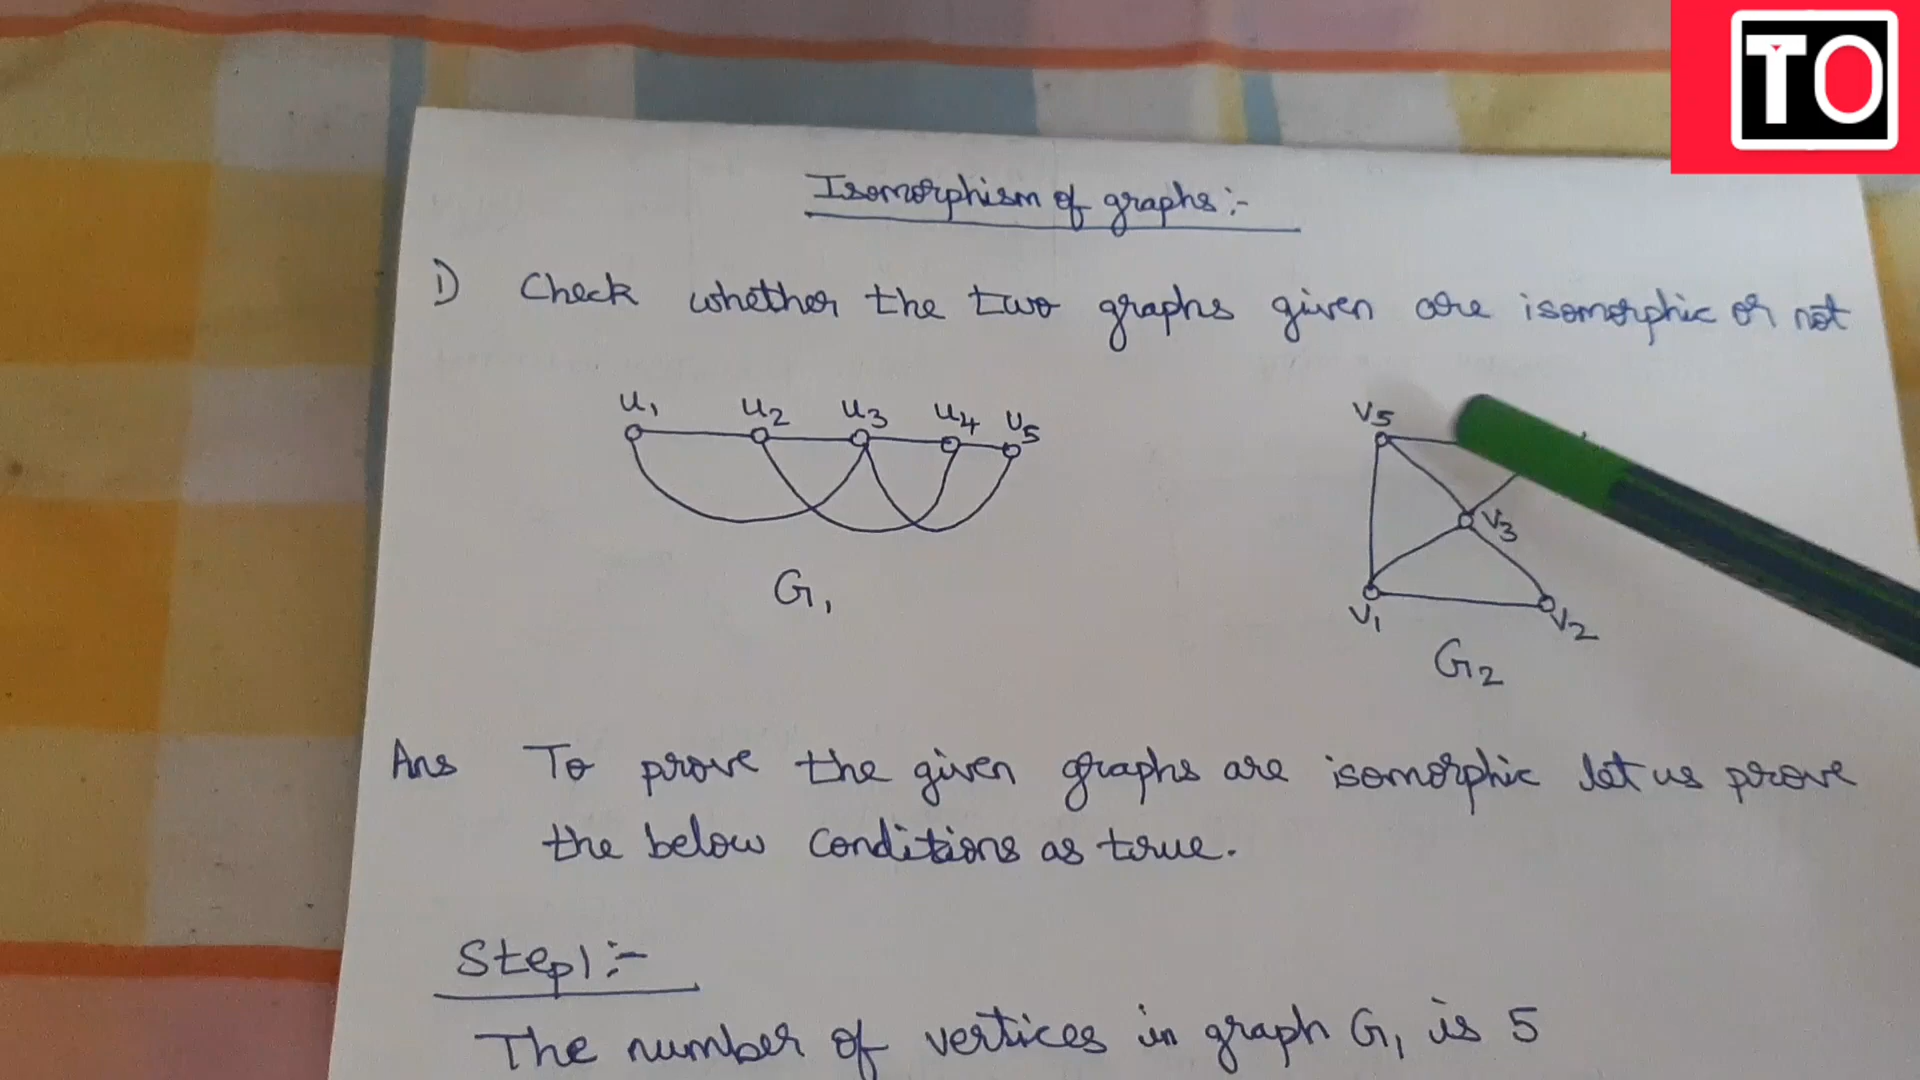 TO
Isomorphism of graphs:-
1) Check whether the two graphs given are isomorphic or not
u1 u2 u3 u4 u5
v5
v3
v1 v2
G1
G2
Ans To prove the given graphs are isomorphic let us prove
the below conditions as true.
Step1:-
The number of vertices in graph G1 is 5